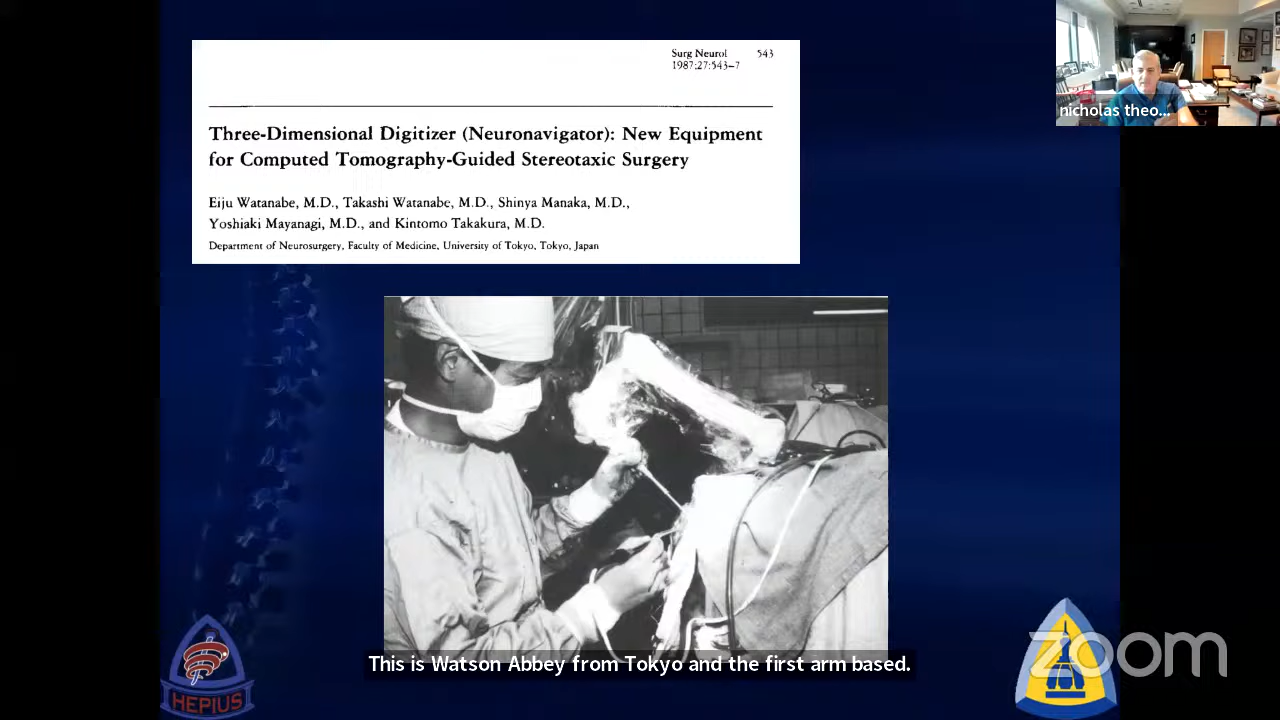 Surg Neurol 543
1987;27:543–7
nicholas theo...
Three-Dimensional Digitizer (Neuronavigator): New Equipment
for Computed Tomography-Guided Stereotaxic Surgery
Eiju Watanabe, M.D., Takashi Watanabe, M.D., Shinya Manaka, M.D.,
Yoshiaki Mayanagi, M.D., and Kintomo Takakura, M.D.
Department of Neurosurgery, Faculty of Medicine, University of Tokyo, Tokyo, Japan
This is Watson Abbey from Tokyo and the first arm based.
HEPIUS
zoom